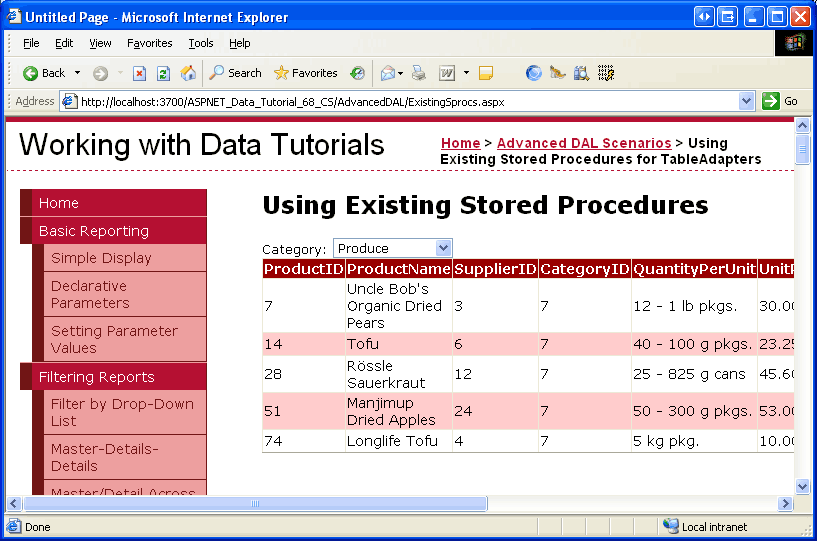 Untitled Page - Microsoft Internet Explorer
File Edit View Favorites Tools Help
Back Search Favorites
Address http://localhost:3700/ASPNET_Data_Tutorial_68_CS/AdvancedDAL/ExistingSprocs.aspx Go
Working with Data Tutorials
Home > Advanced DAL Scenarios > Using
Existing Stored Procedures for TableAdapters
Home
Basic Reporting
Simple Display
Declarative
Parameters
Setting Parameter
Values
Filtering Reports
Filter by Drop-Down
List
Master-Details-
Details
Master/Detail Across
Using Existing Stored Procedures
Category: Produce
ProductID ProductName SupplierID CategoryID QuantityPerUnit UnitP
7 Uncle Bob's Organic Dried Pears 3 7 12 - 1 lb pkgs. 30.00
14 Tofu 6 7 40 - 100 g pkgs. 23.25
28 Rössle Sauerkraut 12 7 25 - 825 g cans 45.60
51 Manjimup Dried Apples 24 7 50 - 300 g pkgs. 53.00
74 Longlife Tofu 4 7 5 kg pkg. 10.00
Done Local intranet